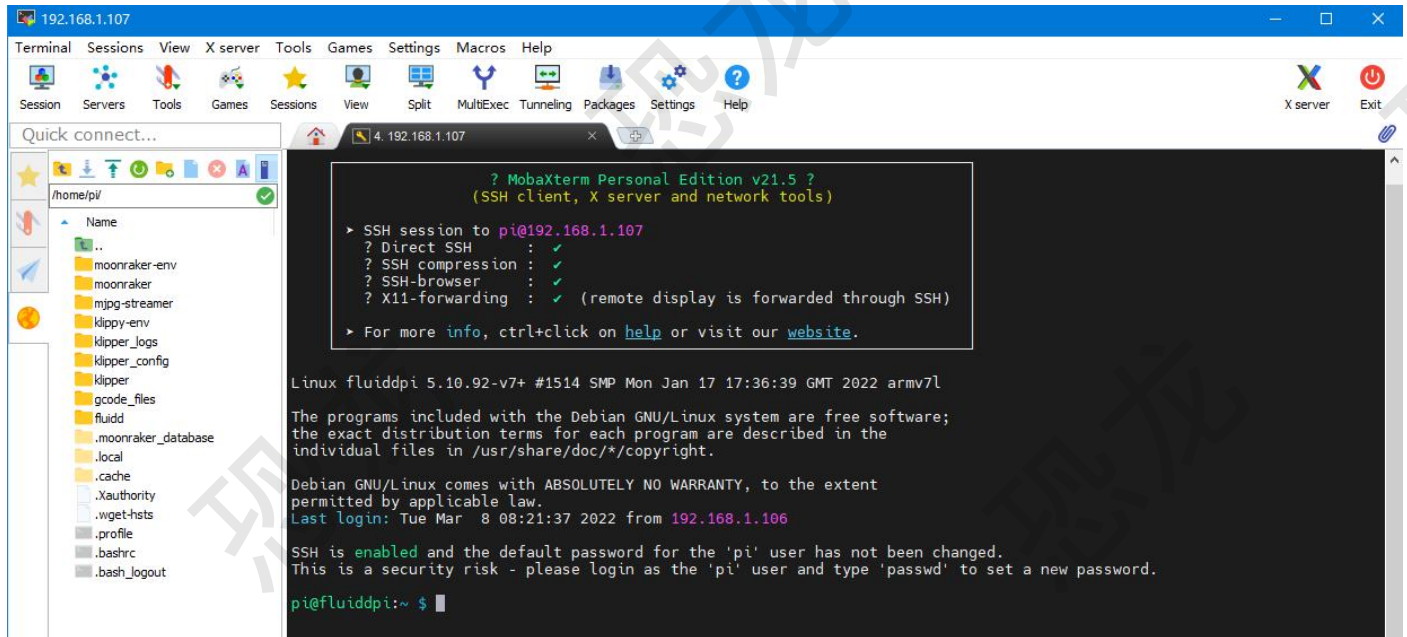 192.168.1.107
Terminal Sessions View X server Tools Games Settings Macros Help
Session Servers Tools Games Sessions View Split MultiExec Tunneling Packages Settings Help X server Exit
Quick connect...
4. 192.168.1.107
/home/pi/
Name
..
moonraker-env
moonraker
mjpg-streamer
klippy-env
klipper_logs
klipper_config
klipper
gcode_files
fluidd
.moonraker_database
.local
.cache
.Xauthority
.wget-hsts
.profile
.bashrc
.bash_logout
? MobaXterm Personal Edition v21.5 ?
(SSH client, X server and network tools)
➤ SSH session to pi@192.168.1.107
? Direct SSH : ✔
? SSH compression : ✔
? SSH-browser : ✔
? X11-forwarding : ✔ (remote display is forwarded through SSH)
➤ For more info, ctrl+click on help or visit our website.
Linux fluiddpi 5.10.92-v7+ #1514 SMP Mon Jan 17 17:36:39 GMT 2022 armv7l
The programs included with the Debian GNU/Linux system are free software;
the exact distribution terms for each program are described in the
individual files in /usr/share/doc/*/copyright.
Debian GNU/Linux comes with ABSOLUTELY NO WARRANTY, to the extent
permitted by applicable law.
Last login: Tue Mar 8 08:21:37 2022 from 192.168.1.106
SSH is enabled and the default password for the 'pi' user has not been changed.
This is a security risk - please login as the 'pi' user and type 'passwd' to set a new password.
pi@fluiddpi:~ $
恐龙
恐龙
恐龙